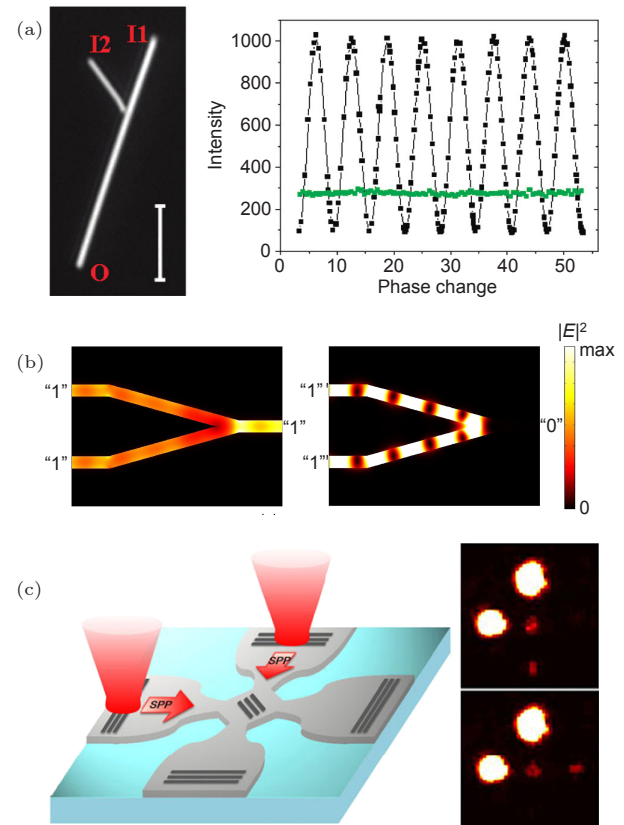 (a)
I2
I1
O
Intensity
1000
800
600
400
200
0
0 10 20 30 40 50
Phase change
(b)
|E|²
max
0
“1”
“1”
“1”
“1”
“1”
“0”
(c)
SPP
SPP